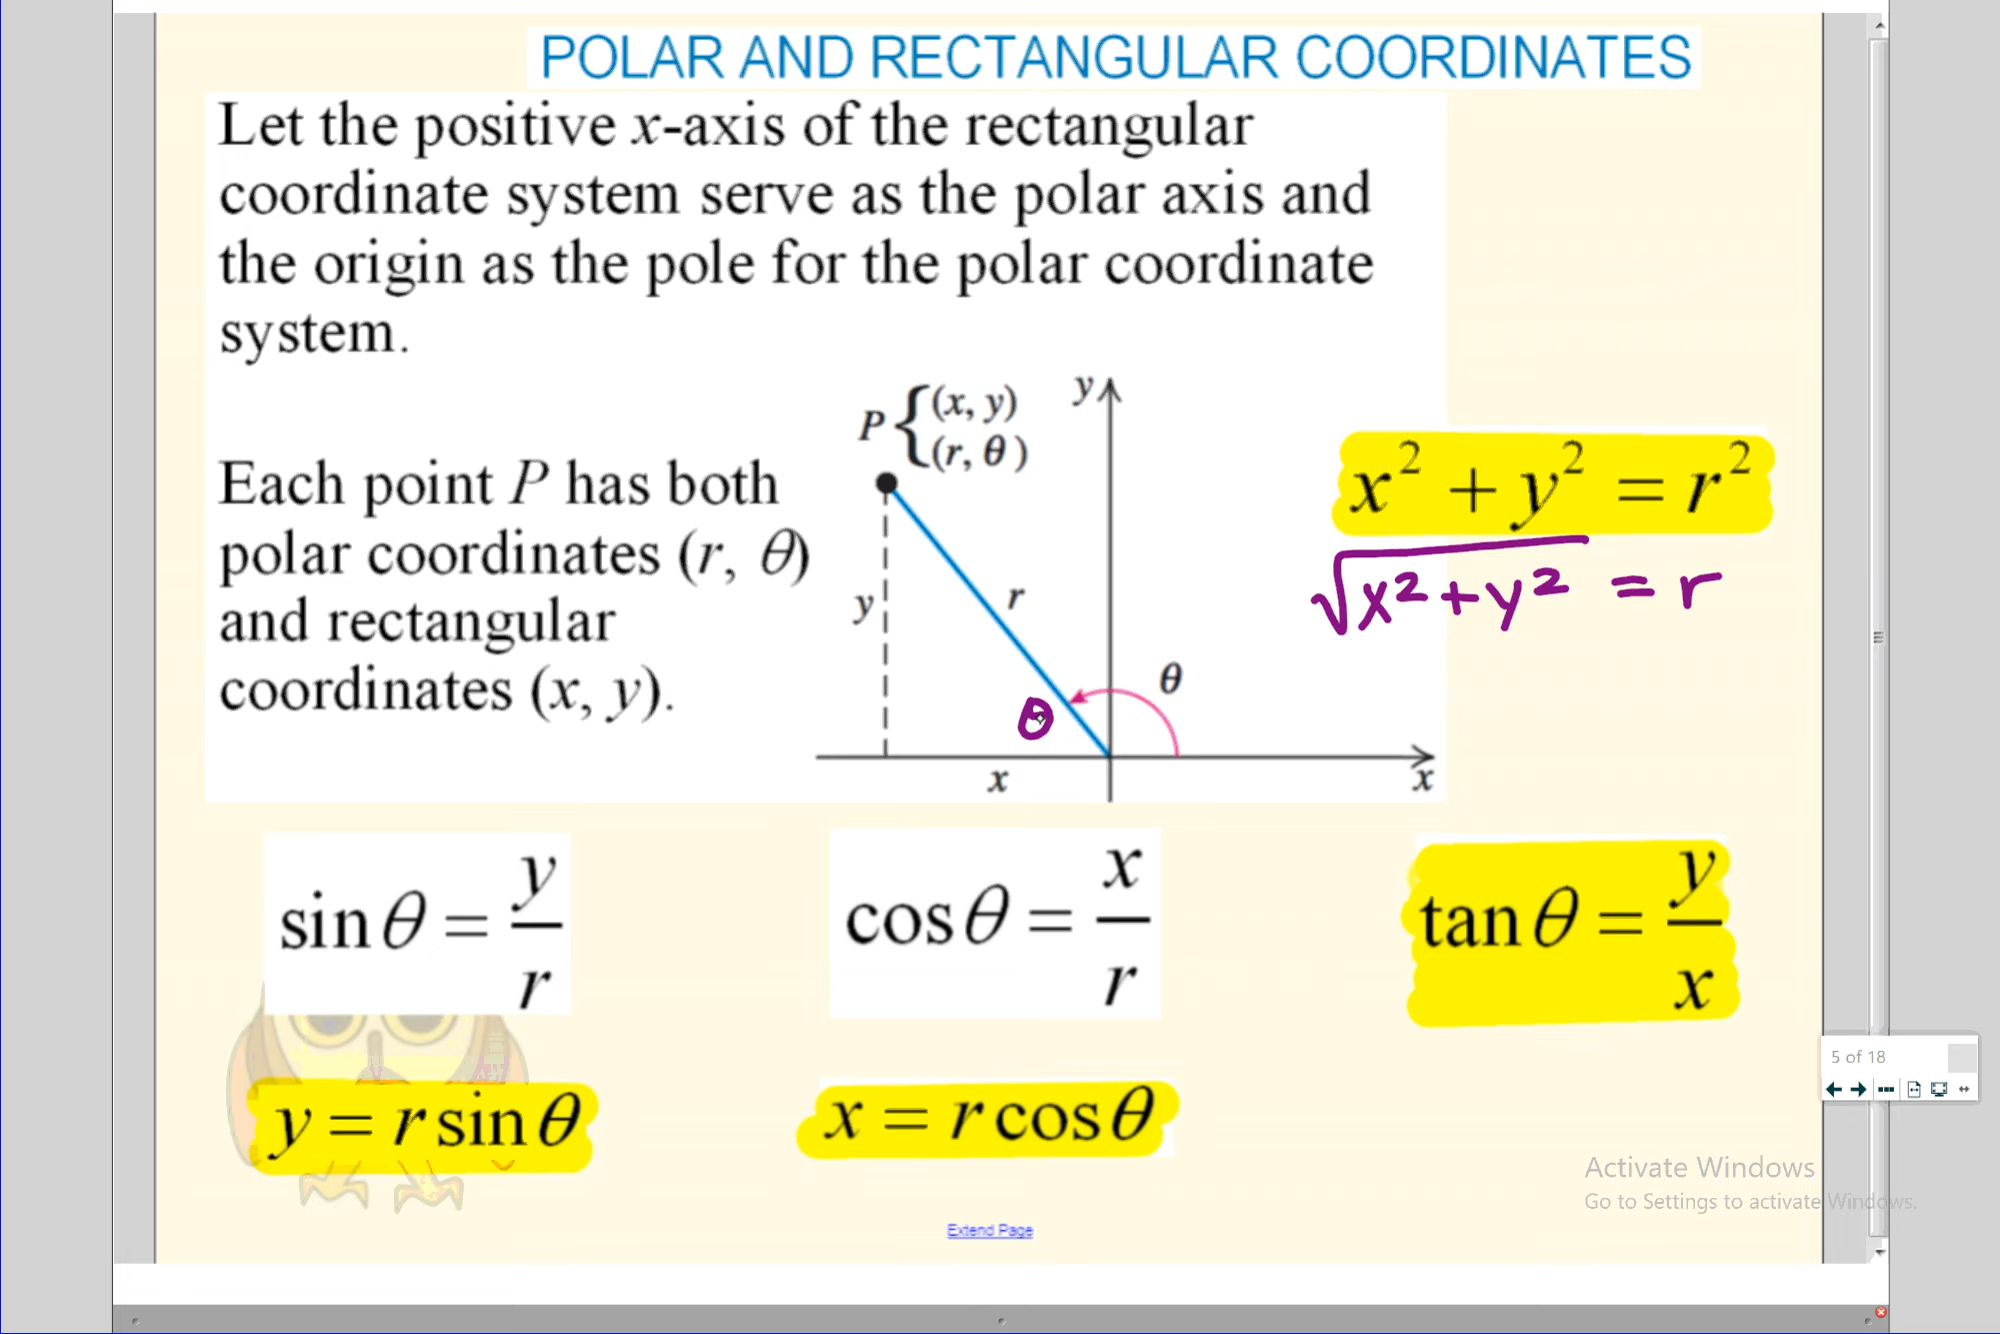 POLAR AND RECTANGULAR COORDINATES
Let the positive x-axis of the rectangular
coordinate system serve as the polar axis and
the origin as the pole for the polar coordinate
system.
Each point P has both
polar coordinates (r, θ)
and rectangular
coordinates (x, y).
P { (x, y)
(r, θ)
y
y
r
θ
θ
x
x
x² + y² = r²
√x²+y² = r
sin θ = y/r
cos θ = x/r
tan θ = y/x
y = r sin θ
x = r cos θ
5 of 18
Activate Windows
Go to Settings to activate Windows.
Extend Page